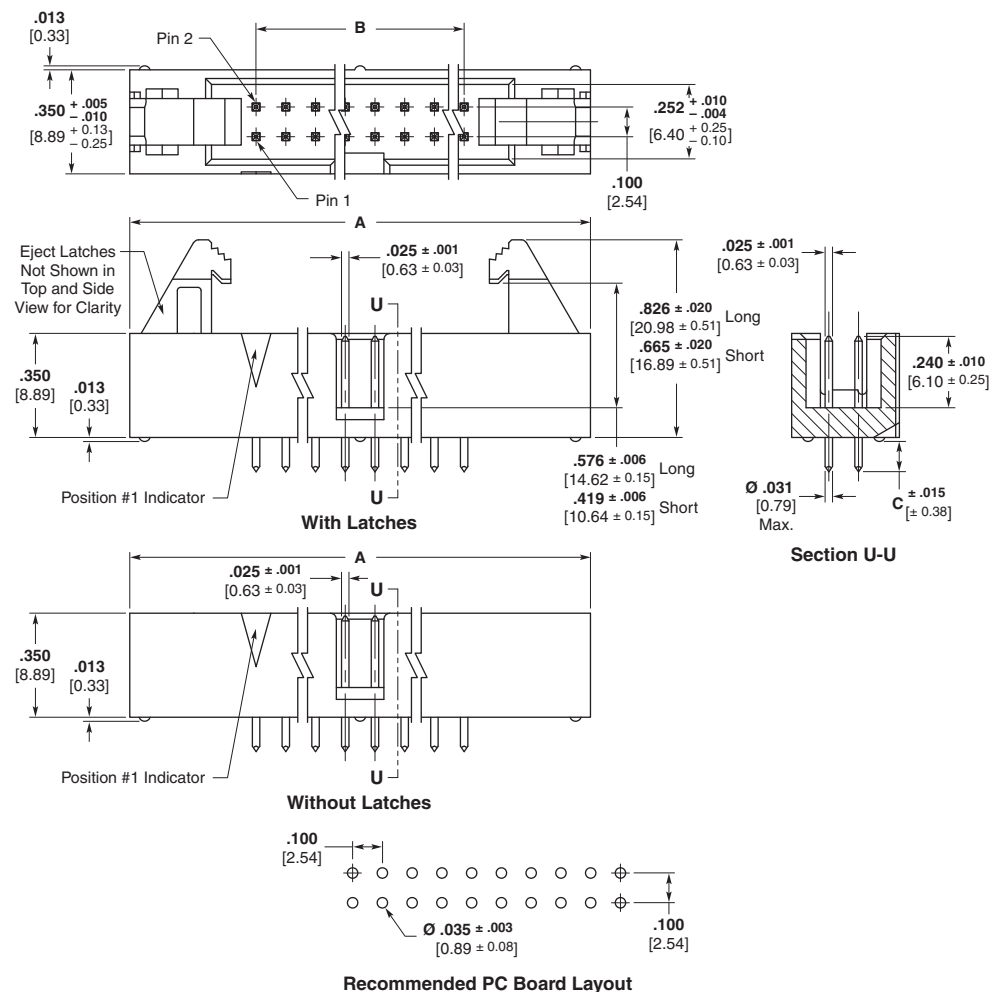 .013
[0.33]
Pin 2
B
.350 + .005 - .010
[8.89 + 0.13 - 0.25]
.252 + .010 - .004
[6.40 + 0.25 - 0.10]
.100
[2.54]
Pin 1
A
Eject Latches
Not Shown in
Top and Side
View for Clarity
.025 ± .001
[0.63 ± 0.03]
U
.826 ± .020
[20.98 ± 0.51] Long
.665 ± .020
[16.89 ± 0.51] Short
.350
[8.89]
.013
[0.33]
Position #1 Indicator
U
With Latches
.576 ± .006
[14.62 ± 0.15] Long
.419 ± .006
[10.64 ± 0.15] Short
.025 ± .001
[0.63 ± 0.03]
.240 ± .010
[6.10 ± 0.25]
Ø .031
[0.79]
Max.
C ± .015
[± 0.38]
Section U-U
A
.025 ± .001
[0.63 ± 0.03]
U
.350
[8.89]
.013
[0.33]
Position #1 Indicator
U
Without Latches
.100
[2.54]
Ø .035 ± .003
[0.89 ± 0.08]
.100
[2.54]
Recommended PC Board Layout